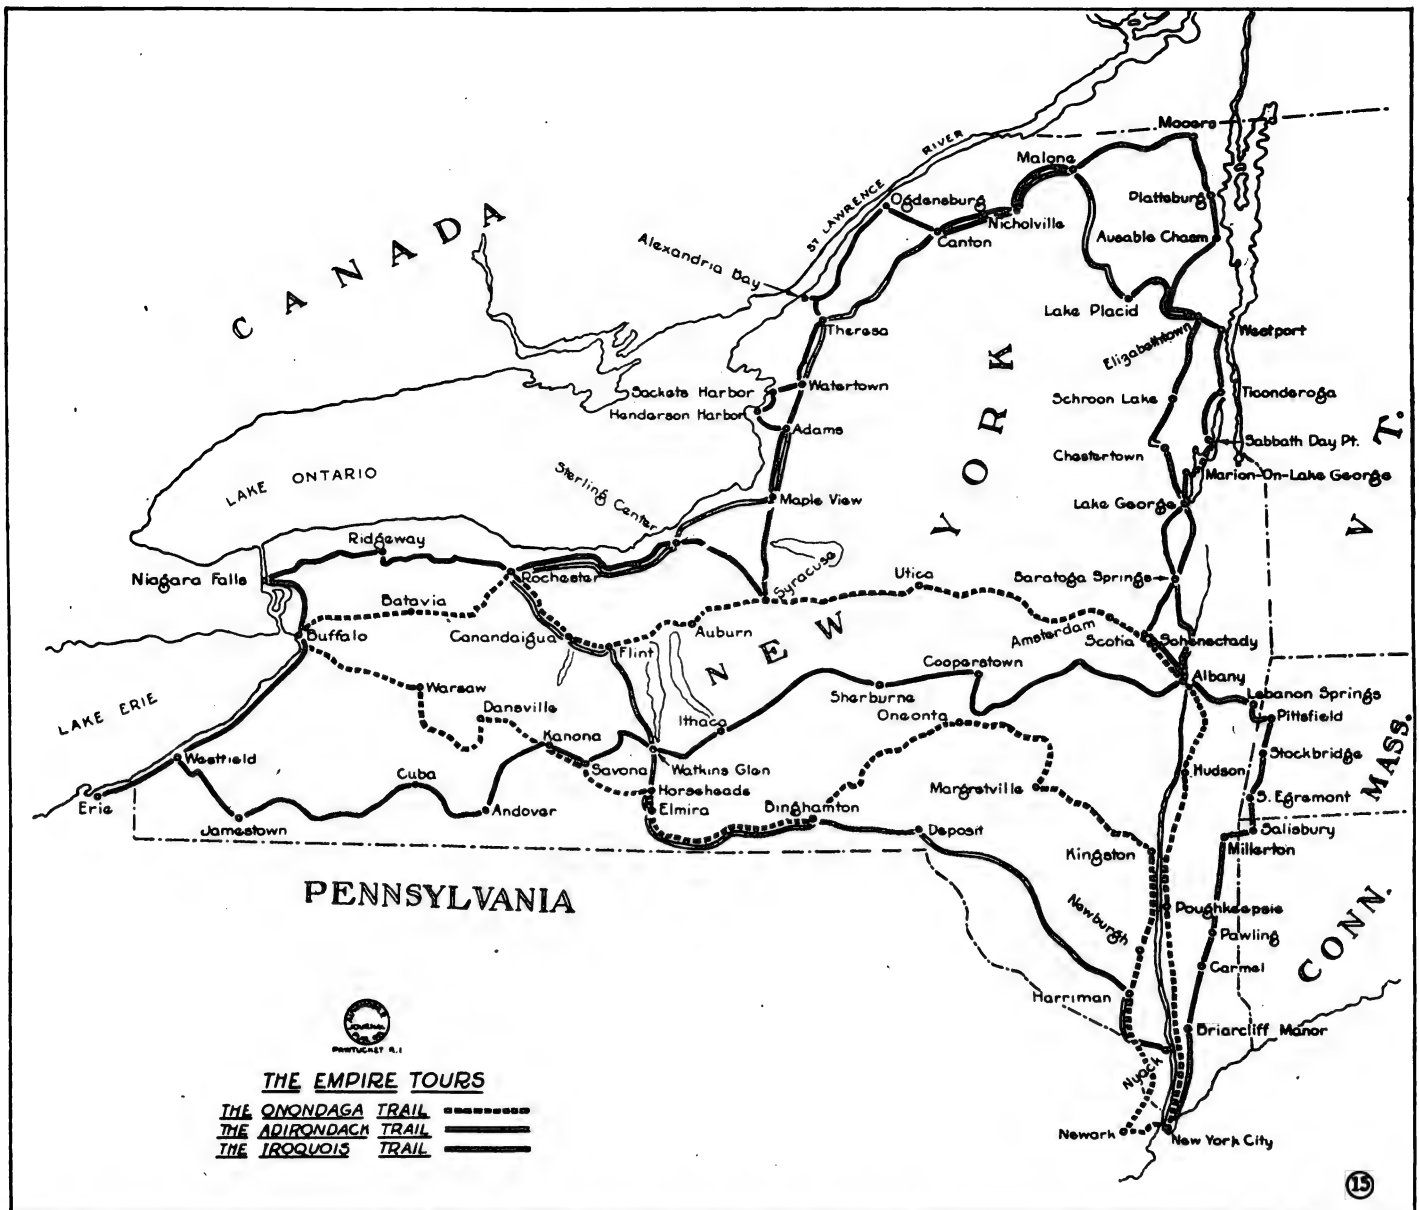 CANADA
ST LAWRENCE RIVER
Mooers
Malone
Ogdensburg
Nicholville
Canton
Plattsburg
Ausable Chasm
Alexandria Bay
Lake Placid
Theresa
Elizabethtown
Westport
YORK
Sackets Harbor
Watertown
Schroon Lake
Ticonderoga
Henderson Harbor
Adams
VT.
Sabbath Day Pt.
Chestertown
LAKE ONTARIO
Sterling Center
Marion-On-Lake George
Maple View
Lake George
Ridgeway
Niagara Falls
Rochester
Syracuse
Utica
Saratoga Springs
Batavia
Buffalo
Canandaigua
Flint
Auburn
NEW
Amsterdam
Scotia
Schenectady
Cooperstown
Albany
Warsaw
Sherburne
Lebanon Springs
LAKE ERIE
Dansville
Ithaca
Oneonta
Pittsfield
Kanona
Westfield
Stockbridge
MASS.
Cuba
Savona
Watkins Glen
Hudson
Horseheads
Margretville
S. Egremont
Erie
Andover
Elmira
Binghamton
Jamestown
Deposit
Salisbury
Kingston
Millerton
PENNSYLVANIA
Newburgh
Poughkeepsie
Pawling
CONN.
Carmel
Harriman
Briarcliff Manor
Nyack
Newark
New York City
AUTOMOBILE
JOURNAL
PUB. CO.
PAWTUCKET R.I
THE EMPIRE TOURS
THE ONONDAGA TRAIL
THE ADIRONDACK TRAIL
THE IROQUOIS TRAIL
15